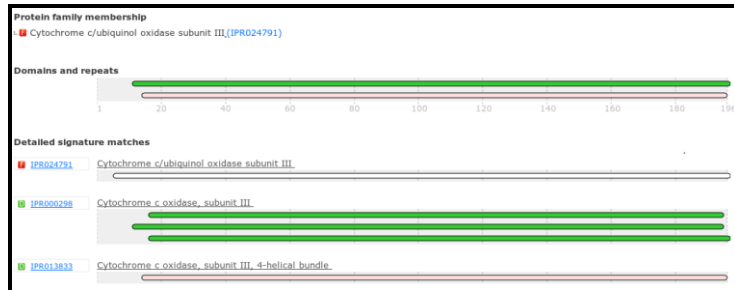 Protein family membership
F Cytochrome c/ubiquinol oxidase subunit III (IPR024791)
Domains and repeats
1 20 40 60 80 100 120 140 160 180 196
Detailed signature matches
F IPR024791 Cytochrome c/ubiquinol oxidase subunit III
D IPR000298 Cytochrome c oxidase, subunit III
D IPR013833 Cytochrome c oxidase, subunit III, 4-helical bundle